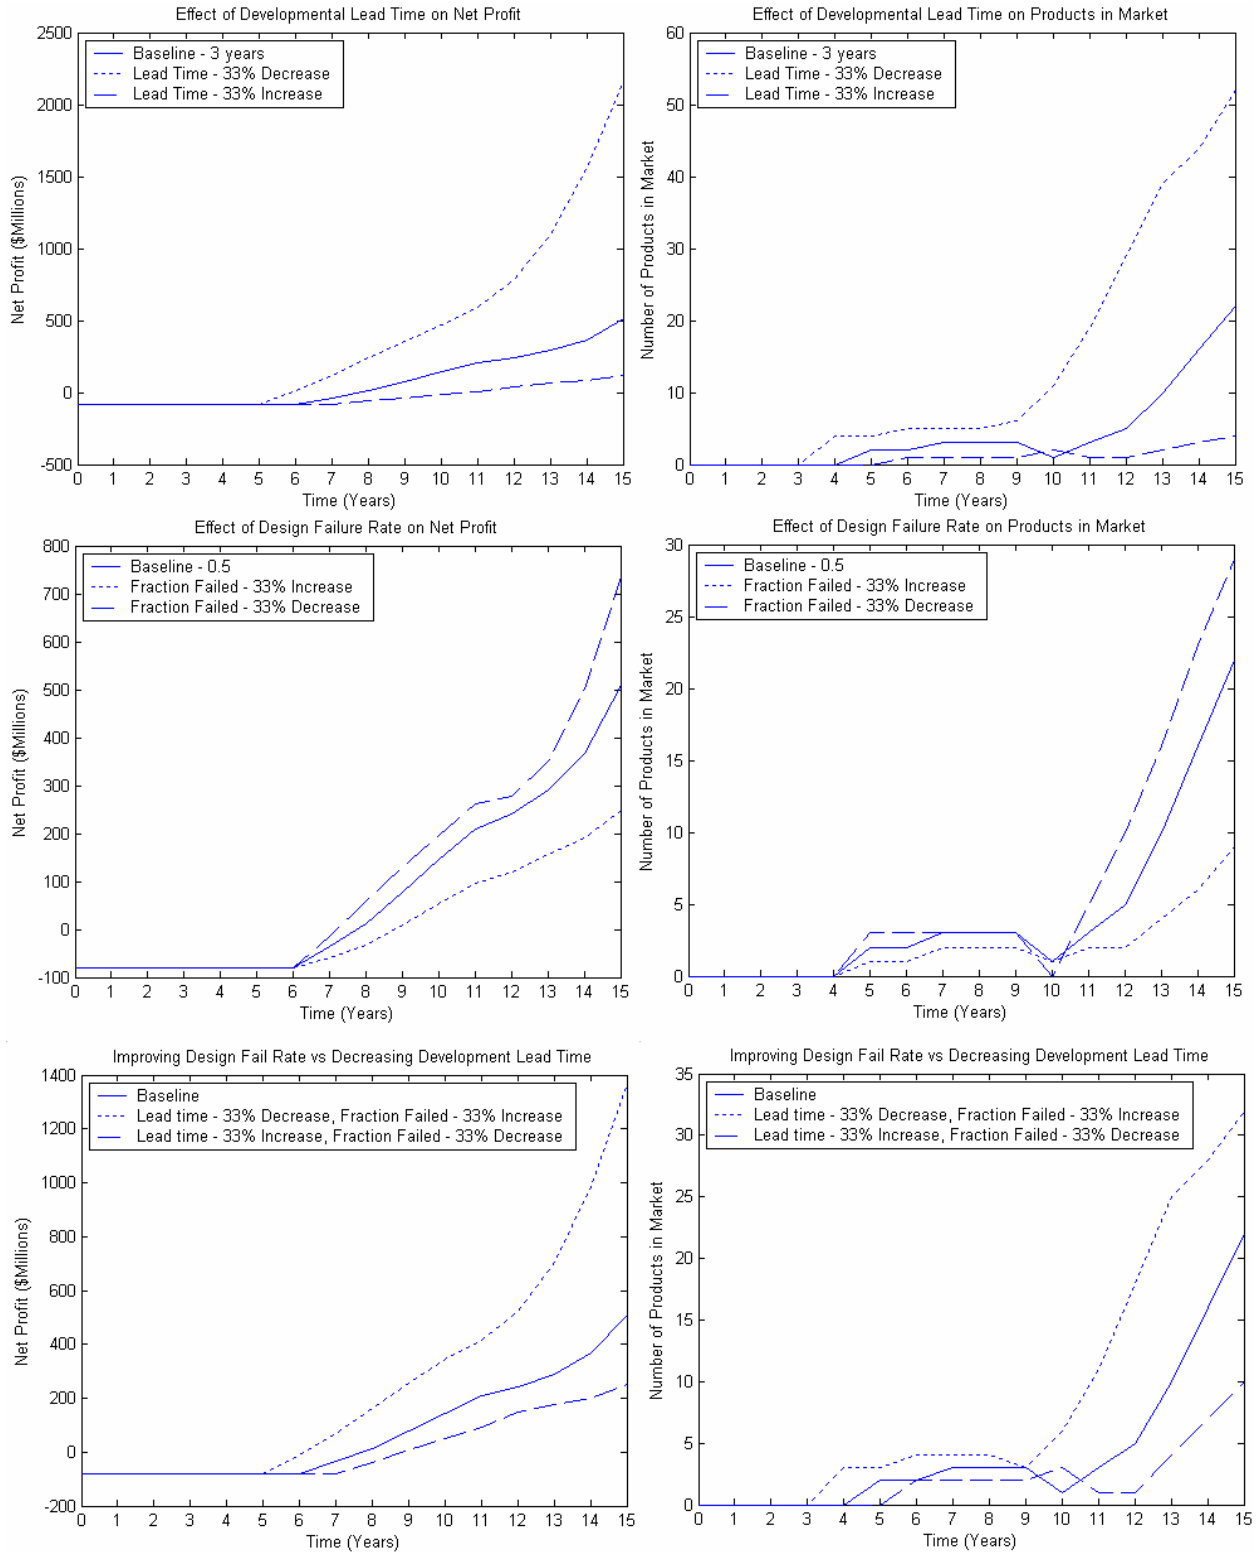 Effect of Developmental Lead Time on Net Profit
2500
2000
1500
1000
500
0
-500
Net Profit ($Millions)
Baseline - 3 years
Lead Time - 33% Decrease
Lead Time - 33% Increase
0 1 2 3 4 5 6 7 8 9 10 11 12 13 14 15
Time (Years)
Effect of Developmental Lead Time on Products in Market
60
50
40
30
20
10
0
Number of Products in Market
Baseline - 3 years
Lead Time - 33% Decrease
Lead Time - 33% Increase
0 1 2 3 4 5 6 7 8 9 10 11 12 13 14 15
Time (Years)
Effect of Design Failure Rate on Net Profit
800
700
600
500
400
300
200
100
0
-100
Net Profit ($Millions)
Baseline - 0.5
Fraction Failed - 33% Increase
Fraction Failed - 33% Decrease
0 1 2 3 4 5 6 7 8 9 10 11 12 13 14 15
Time (Years)
Effect of Design Failure Rate on Products in Market
30
25
20
15
10
5
0
Number of Products in Market
Baseline - 0.5
Fraction Failed - 33% Increase
Fraction Failed - 33% Decrease
0 1 2 3 4 5 6 7 8 9 10 11 12 13 14 15
Time (Years)
Improving Design Fail Rate vs Decreasing Development Lead Time
1400
1200
1000
800
600
400
200
0
-200
Net Profit ($Millions)
Baseline
Lead time - 33% Decrease, Fraction Failed - 33% Increase
Lead time - 33% Increase, Fraction Failed - 33% Decrease
0 1 2 3 4 5 6 7 8 9 10 11 12 13 14 15
Time (Years)
Improving Design Fail Rate vs Decreasing Development Lead Time
35
30
25
20
15
10
5
0
Number of Products in Market
Baseline
Lead time - 33% Decrease, Fraction Failed - 33% Increase
Lead time - 33% Increase, Fraction Failed - 33% Decrease
0 1 2 3 4 5 6 7 8 9 10 11 12 13 14 15
Time (Years)